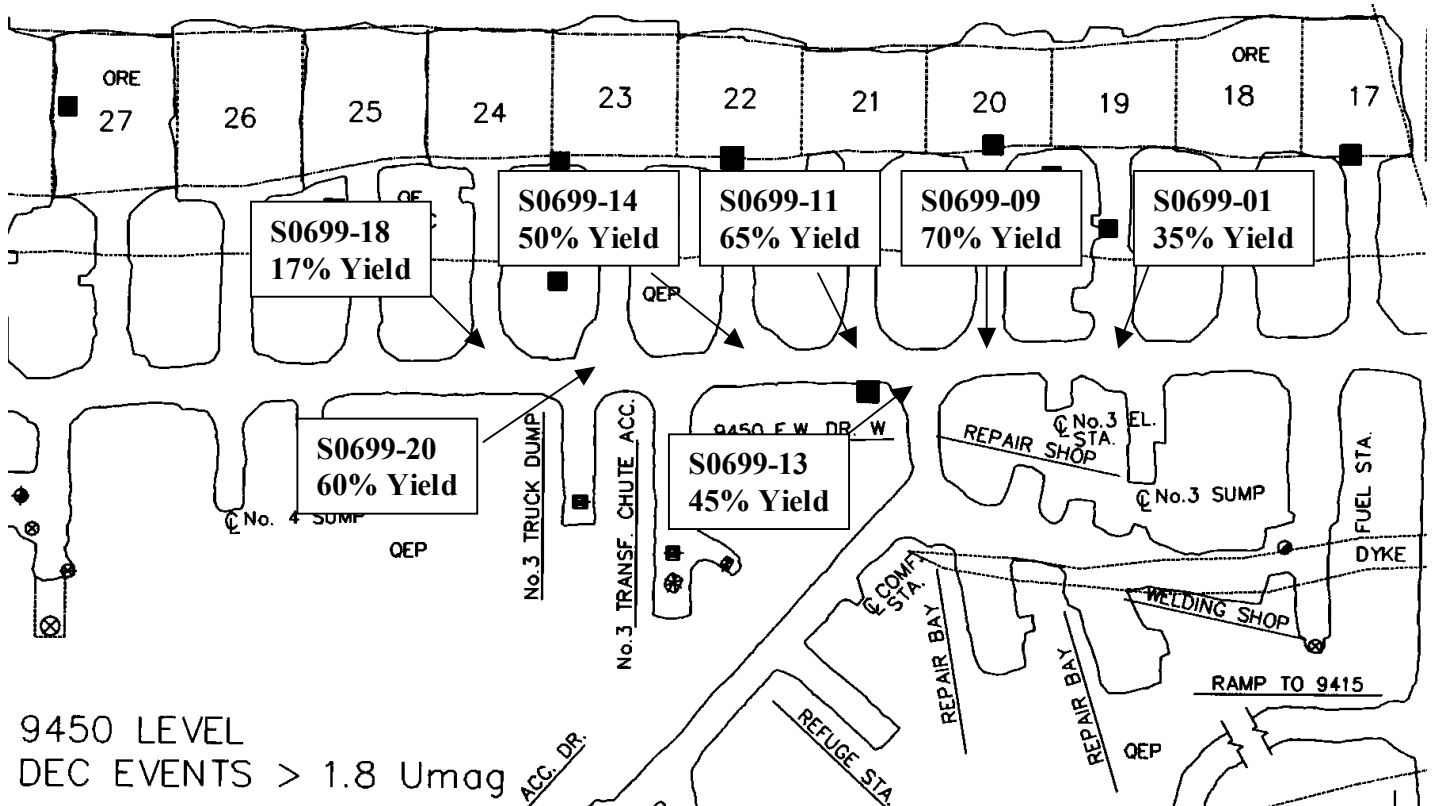 ORE
27
26
25
24
23
22
21
20
19
ORE
18
17
S0699-18
17% Yield
S0699-14
50% Yield
S0699-11
65% Yield
S0699-09
70% Yield
S0699-01
35% Yield
QEP
S0699-20
60% Yield
S0699-13
45% Yield
9450 F.W. DR. W
No.3 TRUCK DUMP
No.3 TRANSF. CHUTE ACC.
℄ No. 4 SUMP
QEP
℄ No.3 EL.
STA.
REPAIR SHOP
℄ No.3 SUMP
FUEL STA.
DYKE
℄ COMF.
STA.
REPAIR BAY
REPAIR BAY
WELDING SHOP
RAMP TO 9415
QEP
REFUGE STA.
ACC. DR.
9450 LEVEL
DEC EVENTS > 1.8 Umag